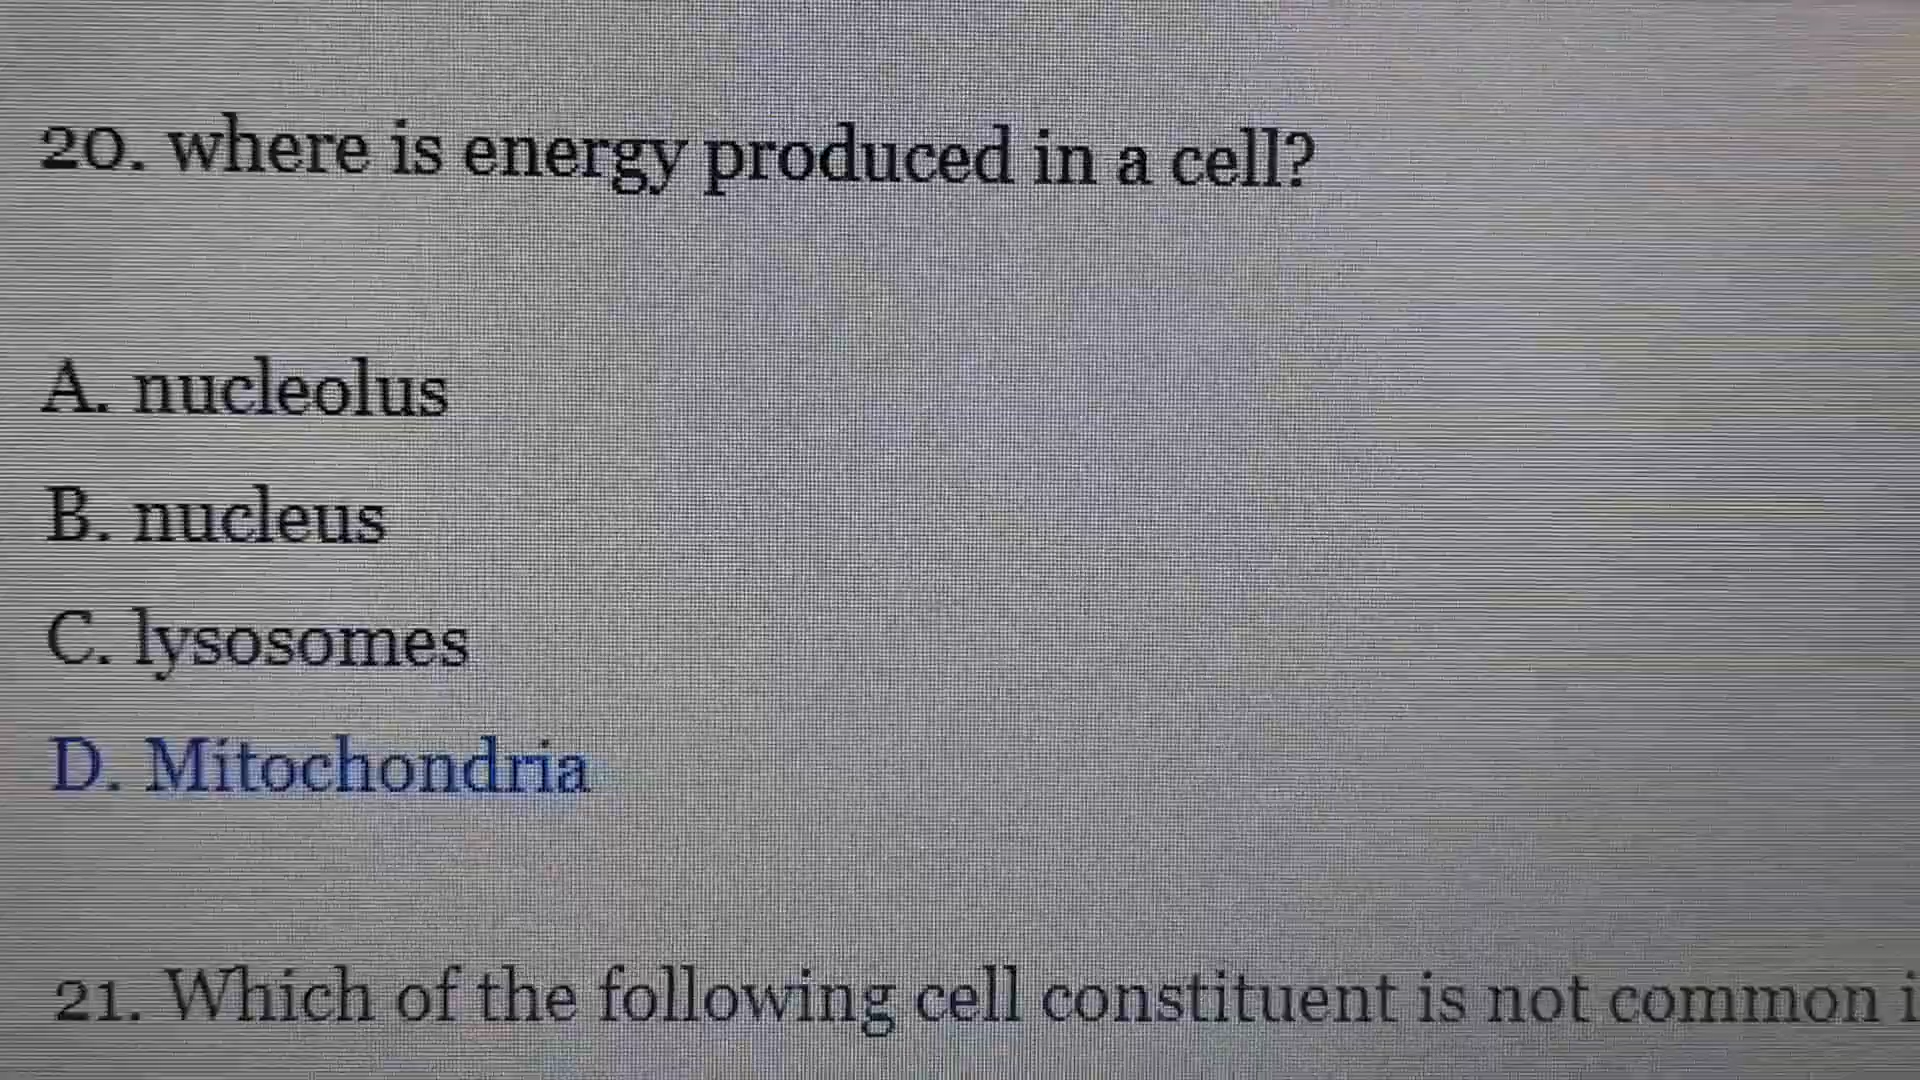 20. where is energy produced in a cell?
A. nucleolus
B. nucleus
C. lysosomes
D. Mitochondria
21. Which of the following cell constituent is not common